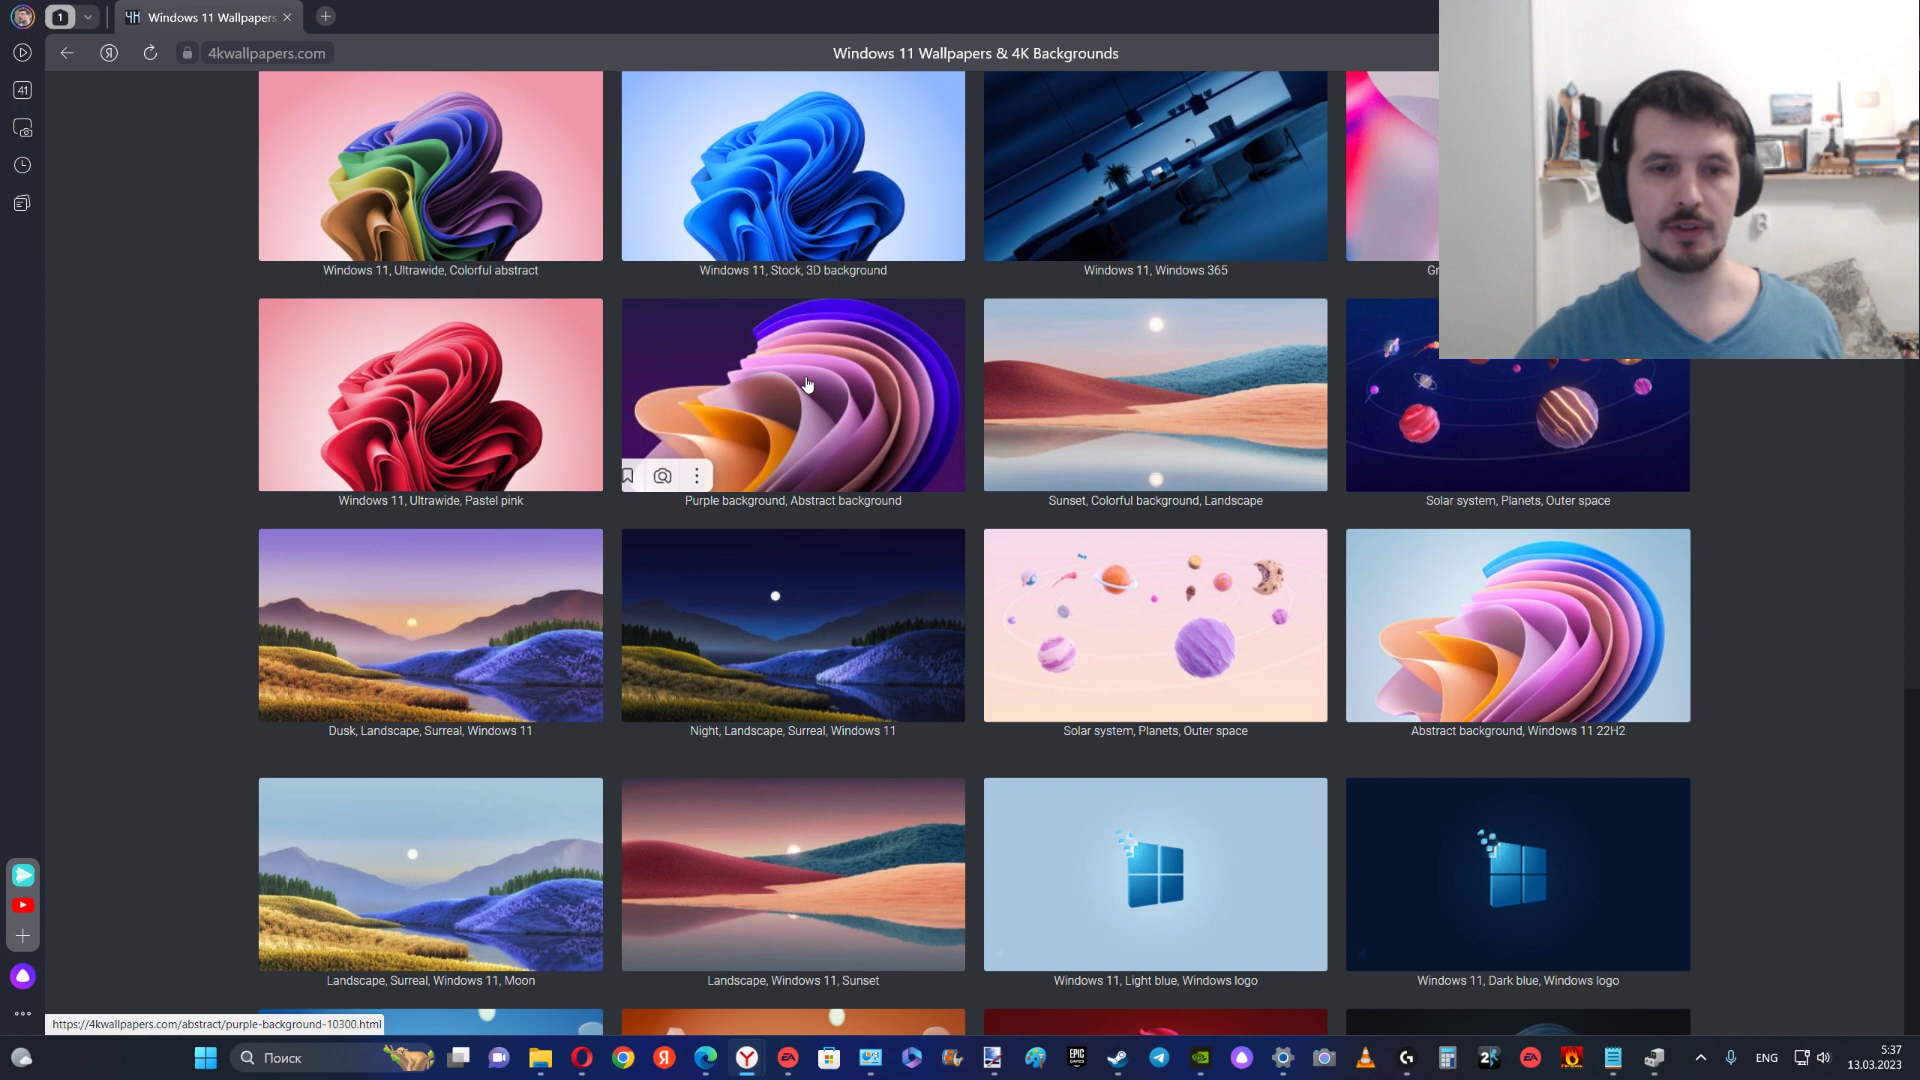 1
Windows 11 Wallpapers
4kwallpapers.com
Windows 11 Wallpapers & 4K Backgrounds
41
Windows 11, Ultrawide, Colorful abstract
Windows 11, Stock, 3D background
Windows 11, Windows 365
Gr
Windows 11, Ultrawide, Pastel pink
Purple background, Abstract background
Sunset, Colorful background, Landscape
Solar system, Planets, Outer space
Dusk, Landscape, Surreal, Windows 11
Night, Landscape, Surreal, Windows 11
Solar system, Planets, Outer space
Abstract background, Windows 11 22H2
Landscape, Surreal, Windows 11, Moon
Landscape, Windows 11, Sunset
Windows 11, Light blue, Windows logo
Windows 11, Dark blue, Windows logo
https://4kwallpapers.com/abstract/purple-background-10300.html
Поиск
ENG
5:37
13.03.2023